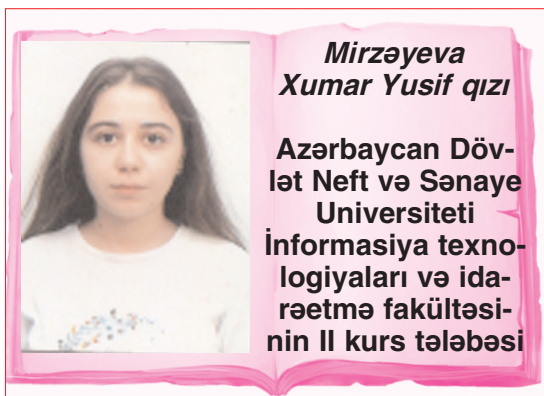 Mirzəyeva
Xumar Yusif qızı
Azərbaycan Döv-
lət Neft və Sənaye
Universiteti
İnformasiya texno-
logiyaları və ida-
rəetmə fakültəsi-
nin II kurs tələbəsi